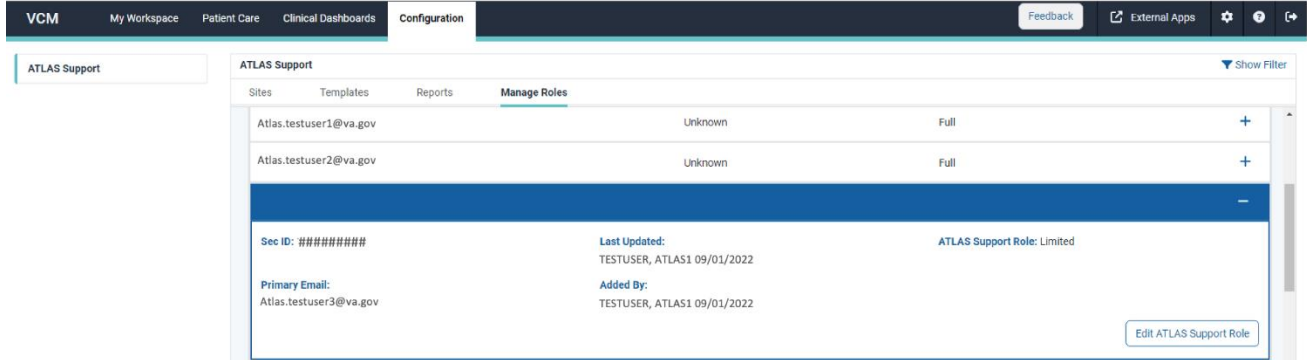 VCM My Workspace Patient Care Clinical Dashboards Configuration Feedback External Apps
ATLAS Support
ATLAS Support Show Filter
Sites Templates Reports Manage Roles
Atlas.testuser1@va.gov Unknown Full
Atlas.testuser2@va.gov Unknown Full
Sec ID: ######### Last Updated: ATLAS Support Role: Limited
TESTUSER, ATLAS1 09/01/2022
Primary Email: Added By:
Atlas.testuser3@va.gov TESTUSER, ATLAS1 09/01/2022
Edit ATLAS Support Role